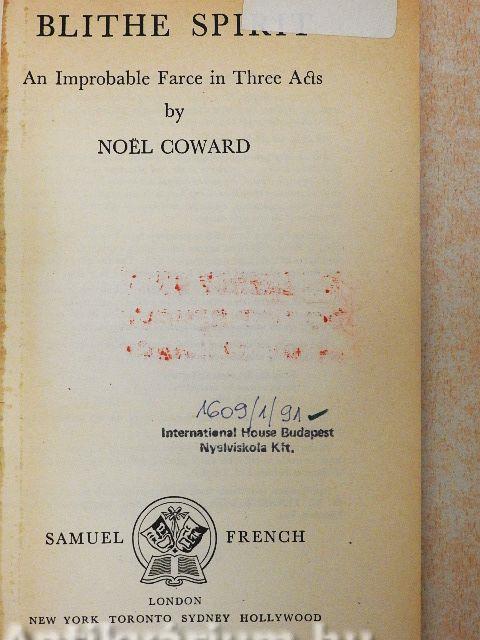 BLITHE SPIRIT
An Improbable Farce in Three Acts
by
NOËL COWARD
1609/1/91
International House Budapest
Nyelviskola Kft.
SAMUEL FRENCH
LONDON
NEW YORK TORONTO SYDNEY HOLLYWOOD